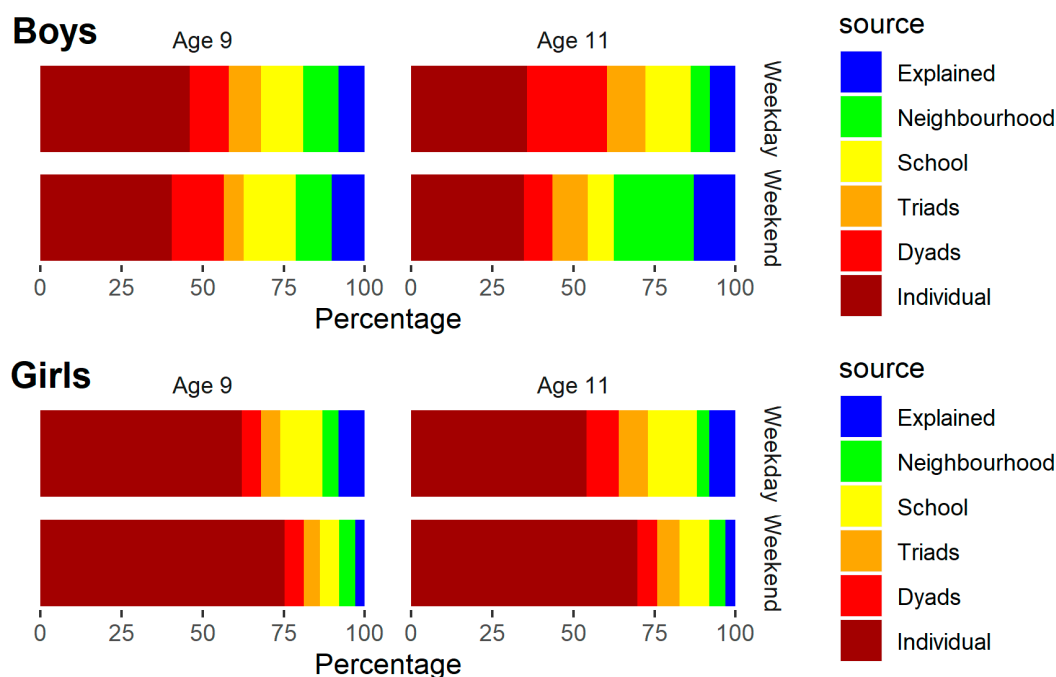 Boys
Age 9
Age 11
Weekday
Weekend
0 25 50 75 100
0 25 50 75 100
Percentage
source
Explained
Neighbourhood
School
Triads
Dyads
Individual
Girls
Age 9
Age 11
Weekday
Weekend
0 25 50 75 100
0 25 50 75 100
Percentage
source
Explained
Neighbourhood
School
Triads
Dyads
Individual